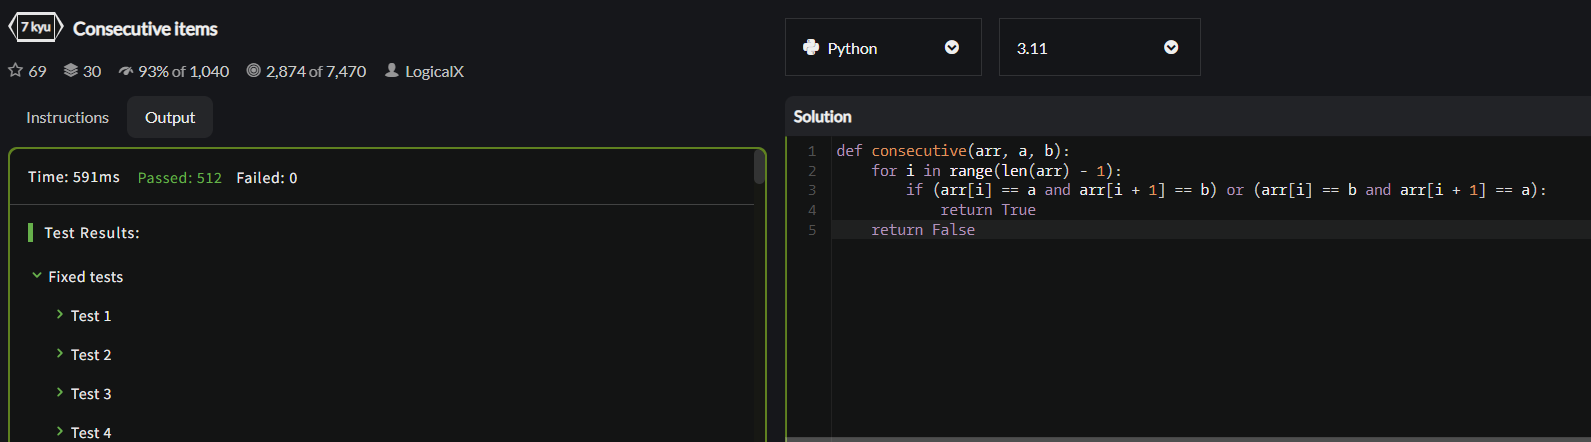 7 kyu Consecutive items
69 30 93% of 1,040 2,874 of 7,470 LogicalX
Instructions Output
Time: 591ms Passed: 512 Failed: 0
Test Results:
Fixed tests
Test 1
Test 2
Test 3
Test 4
Python 3.11
Solution
1 def consecutive(arr, a, b):
2     for i in range(len(arr) - 1):
3         if (arr[i] == a and arr[i + 1] == b) or (arr[i] == b and arr[i + 1] == a):
4             return True
5     return False